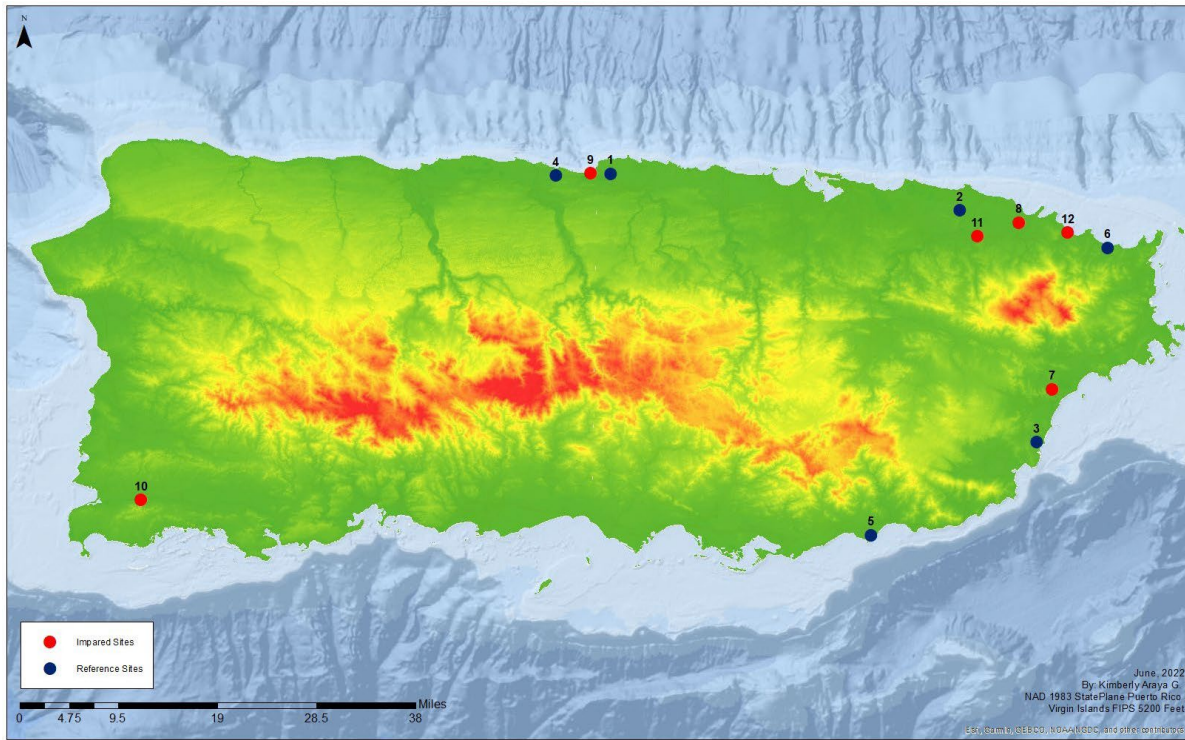 N
4
9
1
2
8
11
12
6
7
3
10
5
Impared Sites
Reference Sites
Miles
0 4.75 9.5 19 28.5 38
June, 2022
By: Kimberly Araya G.
NAD 1983 StatePlane Puerto Rico
Virgin Islands FIPS 5200 Feet
Esri, Garmin, GEBCO, NOAA NGDC, and other contributors